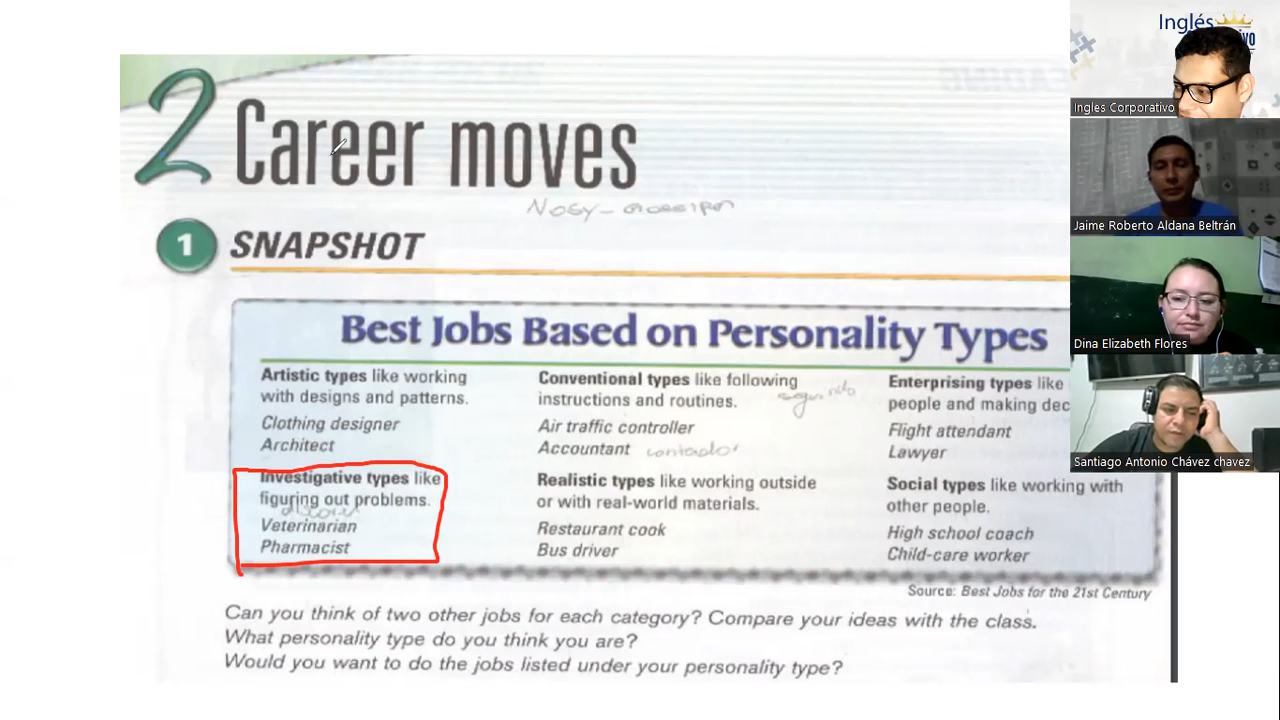 2 Career moves
Nosy - gossiper
1 SNAPSHOT
Best Jobs Based on Personality Types
Artistic types like working
with designs and patterns.
Clothing designer
Architect
Conventional types like following
instructions and routines.
Air traffic controller
Accountant contador
Enterprising types like
people and making dec
Flight attendant
Lawyer
Investigative types like
figuring out problems.
Veterinarian
Pharmacist
Realistic types like working outside
or with real-world materials.
Restaurant cook
Bus driver
Social types like working with
other people.
High school coach
Child-care worker
Source: Best Jobs for the 21st Century
Can you think of two other jobs for each category? Compare your ideas with the class.
What personality type do you think you are?
Would you want to do the jobs listed under your personality type?
Inglés
Ingles Corporativo
Jaime Roberto Aldana Beltrán
Dina Elizabeth Flores
Santiago Antonio Chávez chavez